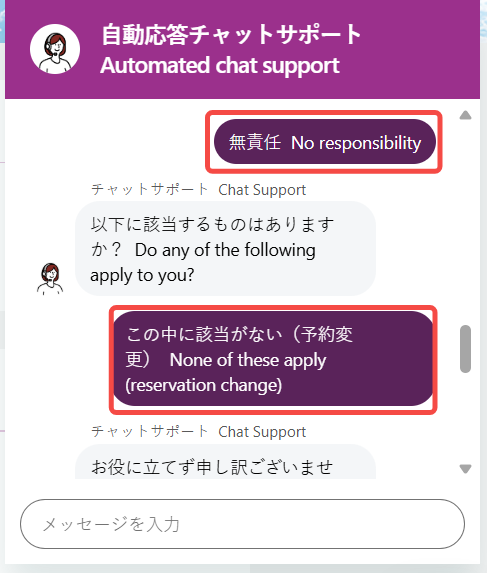 自動応答チャットサポート
Automated chat support
無責任 No responsibility
チャットサポート Chat Support
以下に該当するものはあります
か？ Do any of the following
apply to you?
この中に該当がない（予約変
更） None of these apply
(reservation change)
チャットサポート Chat Support
お役に立てず申し訳ございませ
メッセージを入力